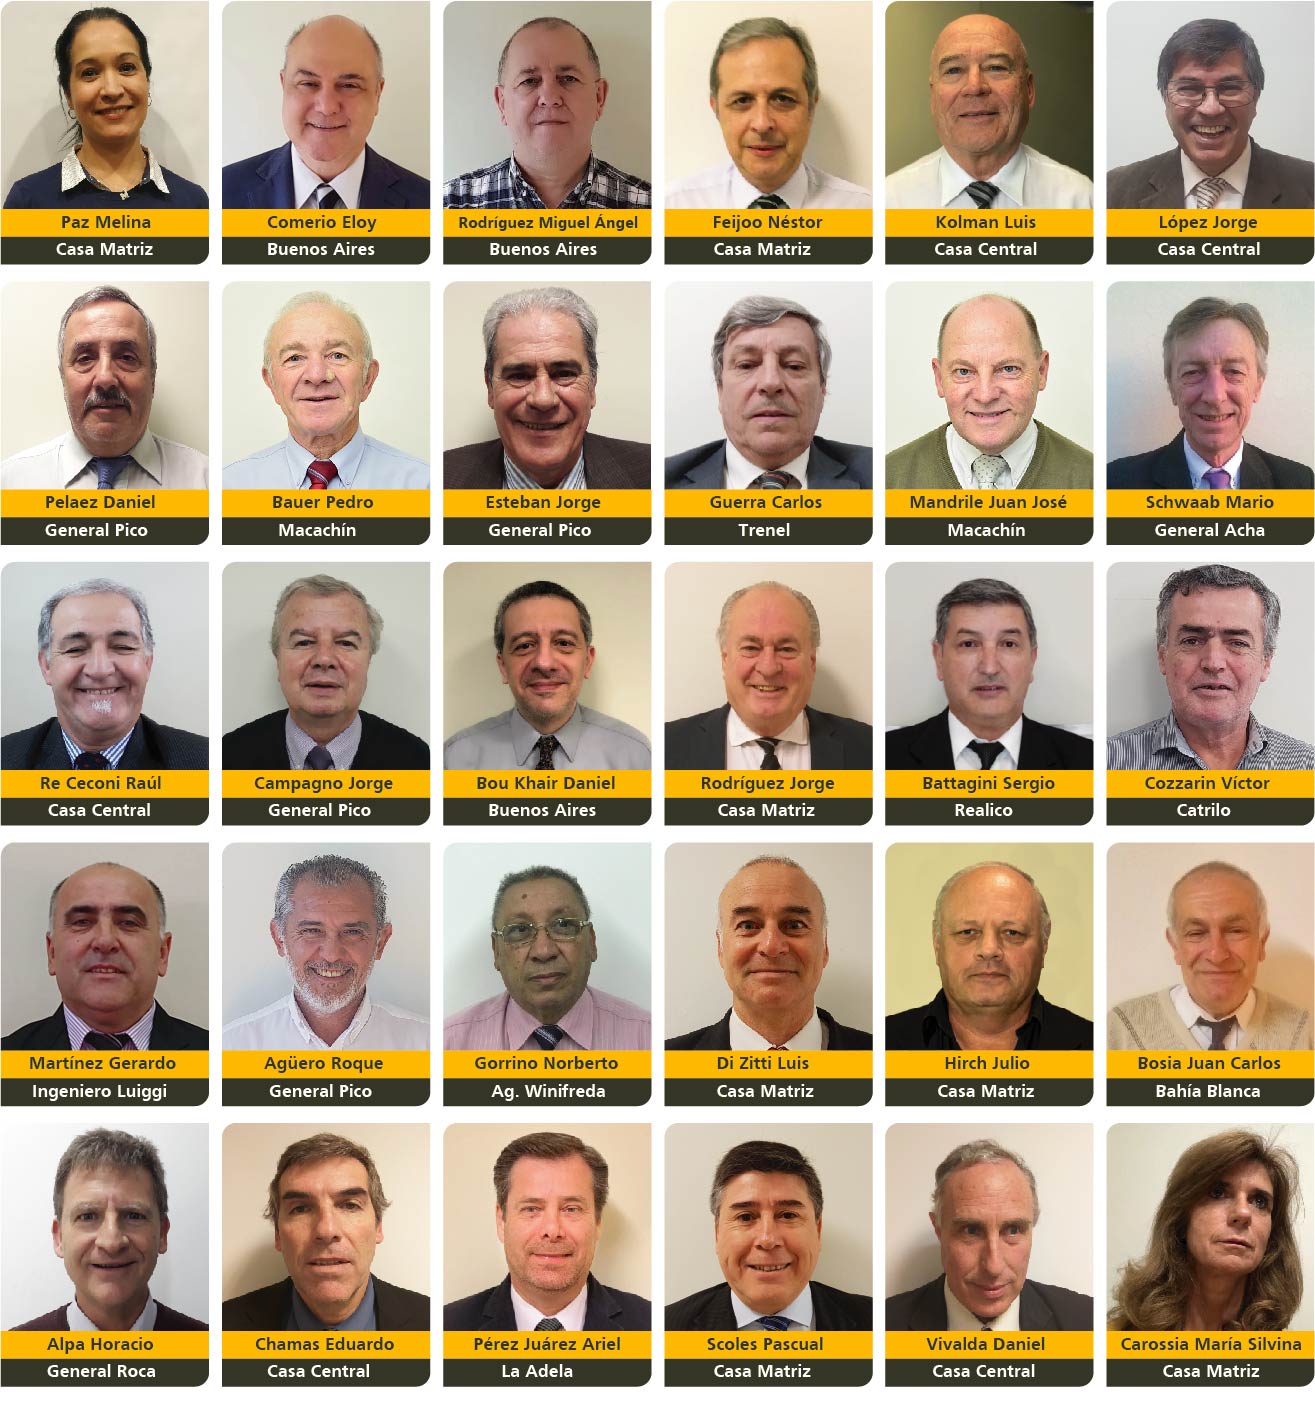 Paz Melina
Casa Matriz
Comerio Eloy
Buenos Aires
Rodríguez Miguel Ángel
Buenos Aires
Feijoo Néstor
Casa Matriz
Kolman Luis
Casa Central
López Jorge
Casa Central
Pelaez Daniel
General Pico
Bauer Pedro
Macachín
Esteban Jorge
General Pico
Guerra Carlos
Trenel
Mandrile Juan José
Macachín
Schwaab Mario
General Acha
Re Ceconi Raúl
Casa Central
Campagno Jorge
General Pico
Bou Khair Daniel
Buenos Aires
Rodríguez Jorge
Casa Matriz
Battagini Sergio
Realico
Cozzarin Víctor
Catrilo
Martínez Gerardo
Ingeniero Luiggi
Agüero Roque
General Pico
Gorrino Norberto
Ag. Winifreda
Di Zitti Luis
Casa Matriz
Hirch Julio
Casa Matriz
Bosia Juan Carlos
Bahía Blanca
Alpa Horacio
General Roca
Chamas Eduardo
Casa Central
Pérez Juárez Ariel
La Adela
Scoles Pascual
Casa Matriz
Vivalda Daniel
Casa Central
Carossia María Silvina
Casa Matriz